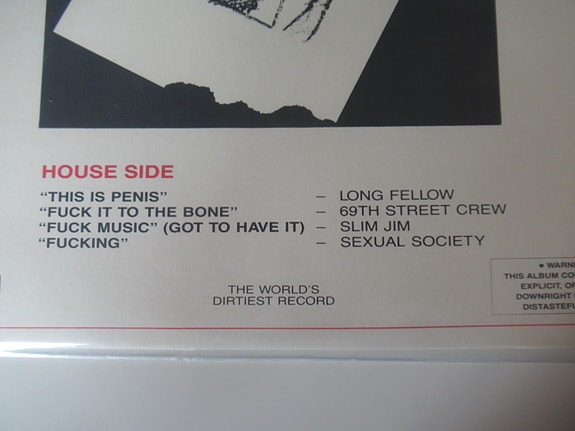 HOUSE SIDE
“THIS IS PENIS” – LONG FELLOW
“FUCK IT TO THE BONE” – 69TH STREET CREW
“FUCK MUSIC” (GOT TO HAVE IT) – SLIM JIM
“FUCKING” – SEXUAL SOCIETY
THE WORLD'S
DIRTIEST RECORD
• WARN
THIS ALBUM CO
EXPLICIT, O
DOWNRIGHT
DISTASTEFU